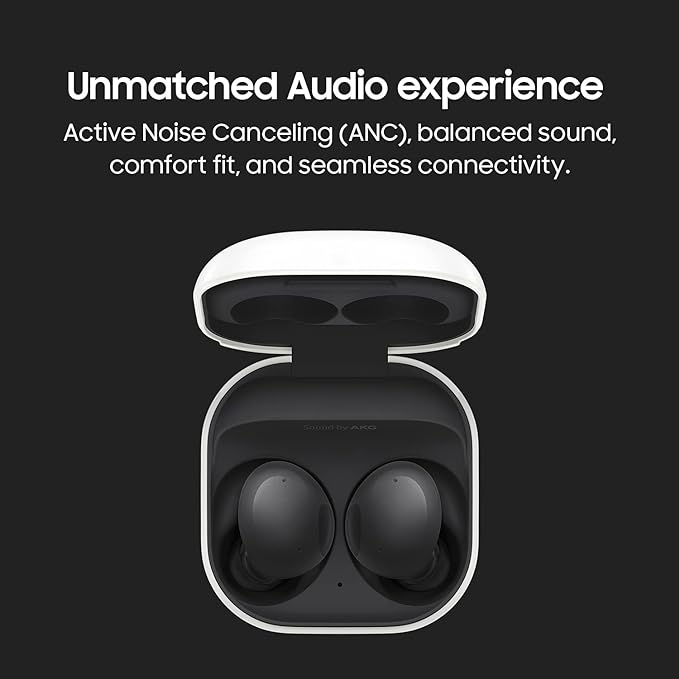 Unmatched Audio experience
Active Noise Canceling (ANC), balanced sound,
comfort fit, and seamless connectivity.
Sound by AKG